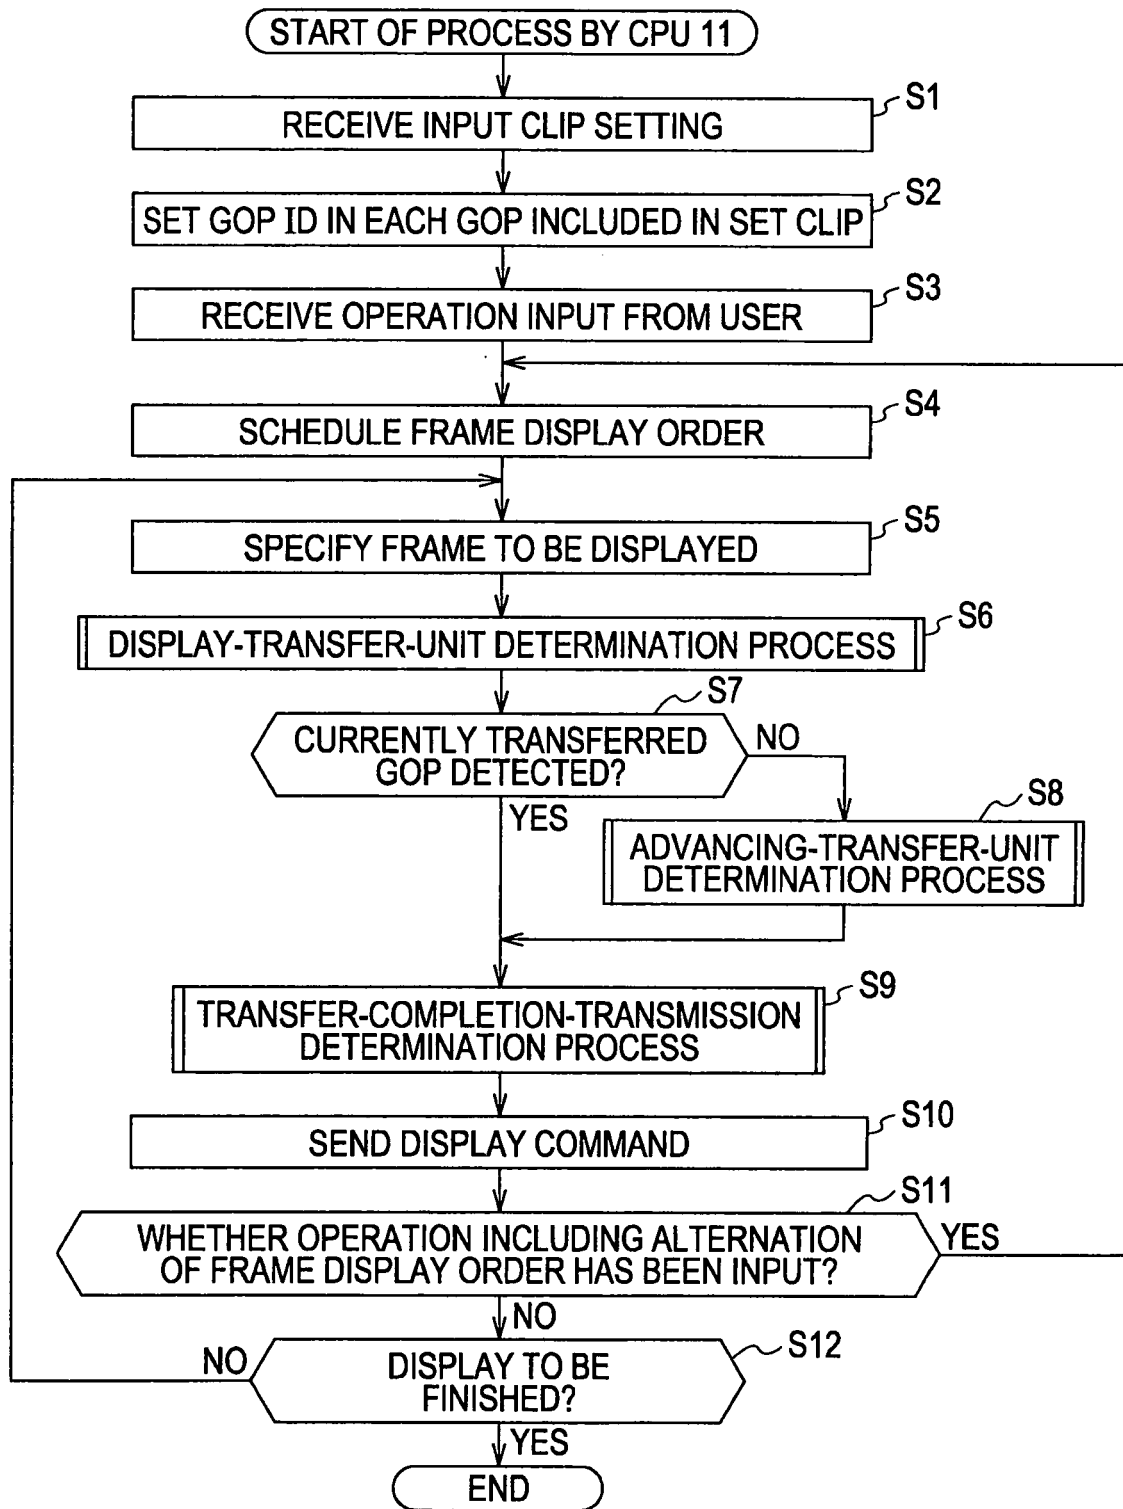 START OF PROCESS BY CPU 11
S1
RECEIVE INPUT CLIP SETTING
S2
SET GOP ID IN EACH GOP INCLUDED IN SET CLIP
S3
RECEIVE OPERATION INPUT FROM USER
S4
SCHEDULE FRAME DISPLAY ORDER
S5
SPECIFY FRAME TO BE DISPLAYED
S6
DISPLAY-TRANSFER-UNIT DETERMINATION PROCESS
S7
CURRENTLY TRANSFERRED
GOP DETECTED?
NO
YES
S8
ADVANCING-TRANSFER-UNIT
DETERMINATION PROCESS
S9
TRANSFER-COMPLETION-TRANSMISSION
DETERMINATION PROCESS
S10
SEND DISPLAY COMMAND
S11
WHETHER OPERATION INCLUDING ALTERNATION
OF FRAME DISPLAY ORDER HAS BEEN INPUT?
YES
NO
S12
NO
DISPLAY TO BE
FINISHED?
YES
END